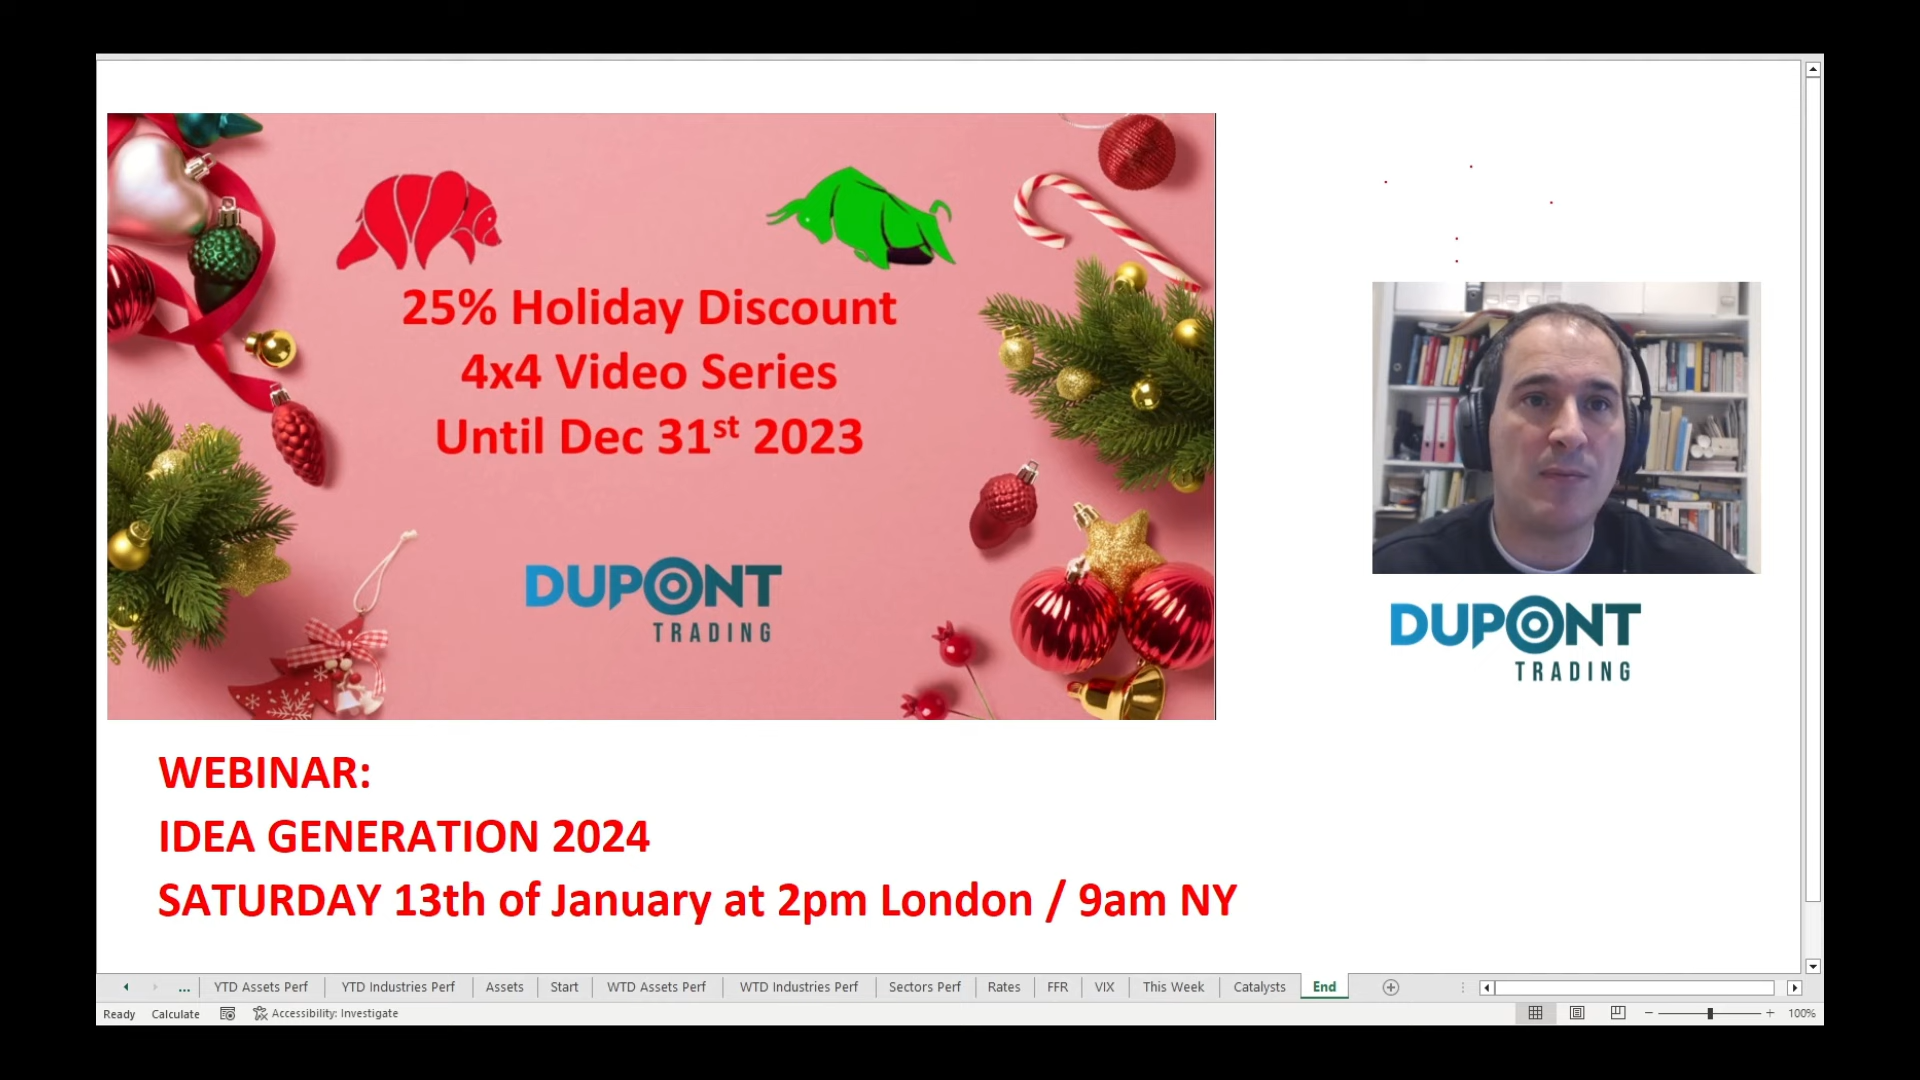 25% Holiday Discount
4x4 Video Series
Until Dec 31st 2023
DUPONT
TRADING
DUPONT
TRADING
WEBINAR:
IDEA GENERATION 2024
SATURDAY 13th of January at 2pm London / 9am NY
... YTD Assets Perf YTD Industries Perf Assets Start WTD Assets Perf WTD Industries Perf Sectors Perf Rates FFR VIX This Week Catalysts End
Ready Calculate Accessibility: Investigate 100%